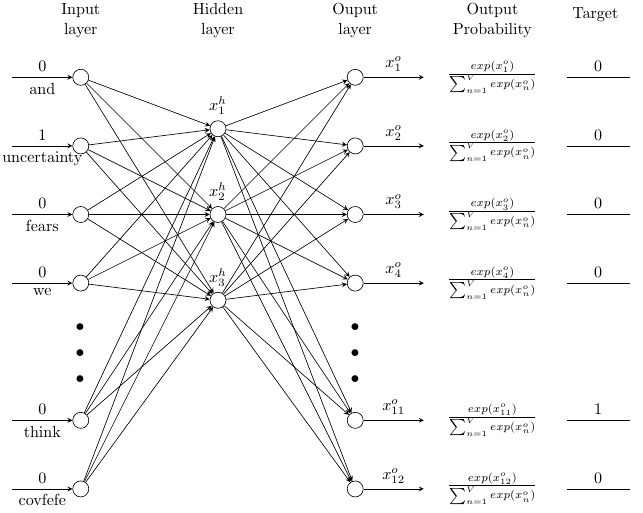 Input layer
Hidden layer
Ouput layer
Output Probability
Target
0 x_1^o \frac{exp(x_1^o)}{\sum_{n=1}^{V} exp(x_n^o)} 0
and
x_1^h
1 x_2^o \frac{exp(x_2^o)}{\sum_{n=1}^{V} exp(x_n^o)} 0
uncertainty
x_2^h
0 x_3^o \frac{exp(x_3^o)}{\sum_{n=1}^{V} exp(x_n^o)} 0
fears
x_3^h
0 x_4^o \frac{exp(x_4^o)}{\sum_{n=1}^{V} exp(x_n^o)} 0
we
0 x_{11}^o \frac{exp(x_{11}^o)}{\sum_{n=1}^{V} exp(x_n^o)} 1
think
0 x_{12}^o \frac{exp(x_{12}^o)}{\sum_{n=1}^{V} exp(x_n^o)} 0
covfefe